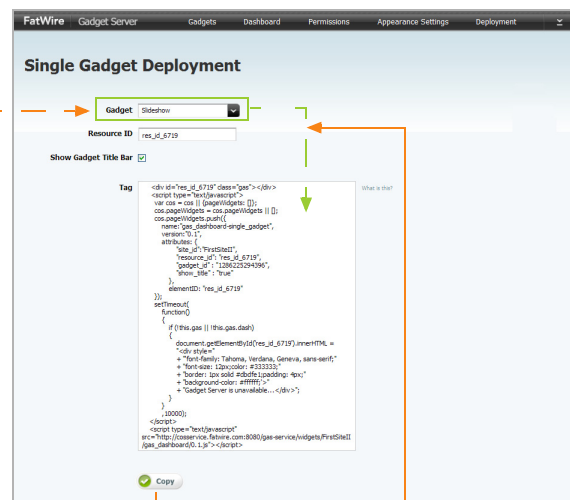 FatWire Gadget Server Gadgets Dashboard Permissions Appearance Settings Deployment
Single Gadget Deployment
Gadget Slideshow
Resource ID res_id_6719
Show Gadget Title Bar
Tag
What is this?
<div id="res_id_6719" class="gas"></div>
<script type="text/javascript">
var cos = cos || {pageWidgets: []};
cos.pageWidgets = cos.pageWidgets || [];
cos.pageWidgets.push({
name:"gas_dashboard-single_gadget",
version:"0.1",
attributes: {
"site_id":"FirstSiteII",
"resource_id": "res_id_6719",
"gadget_id" : "1286225294396",
"show_title" : "true"
},
elementID: "res_id_6719"
});
setTimeout(
function()
{
if (!this.gas || !this.gas.dash)
{
document.getElementById('res_id_6719').innerHTML =
"<div style='"
+ "font-family: Tahoma, Verdana, Geneva, sans-serif;"
+ "font-size: 12px;color: #333333;"
+ "border: 1px solid #dbdfe1;padding: 4px;"
+ "background-color: #ffffff;'>"
+ "Gadget Server is unavailable...</div>";
}
}
,10000);
</script>
<script type="text/javascript"
src="http://cosservice.fatwire.com:8080/gas-service/widgets/FirstSiteII
/gas_dashboard/0.1.js"></script>
Copy